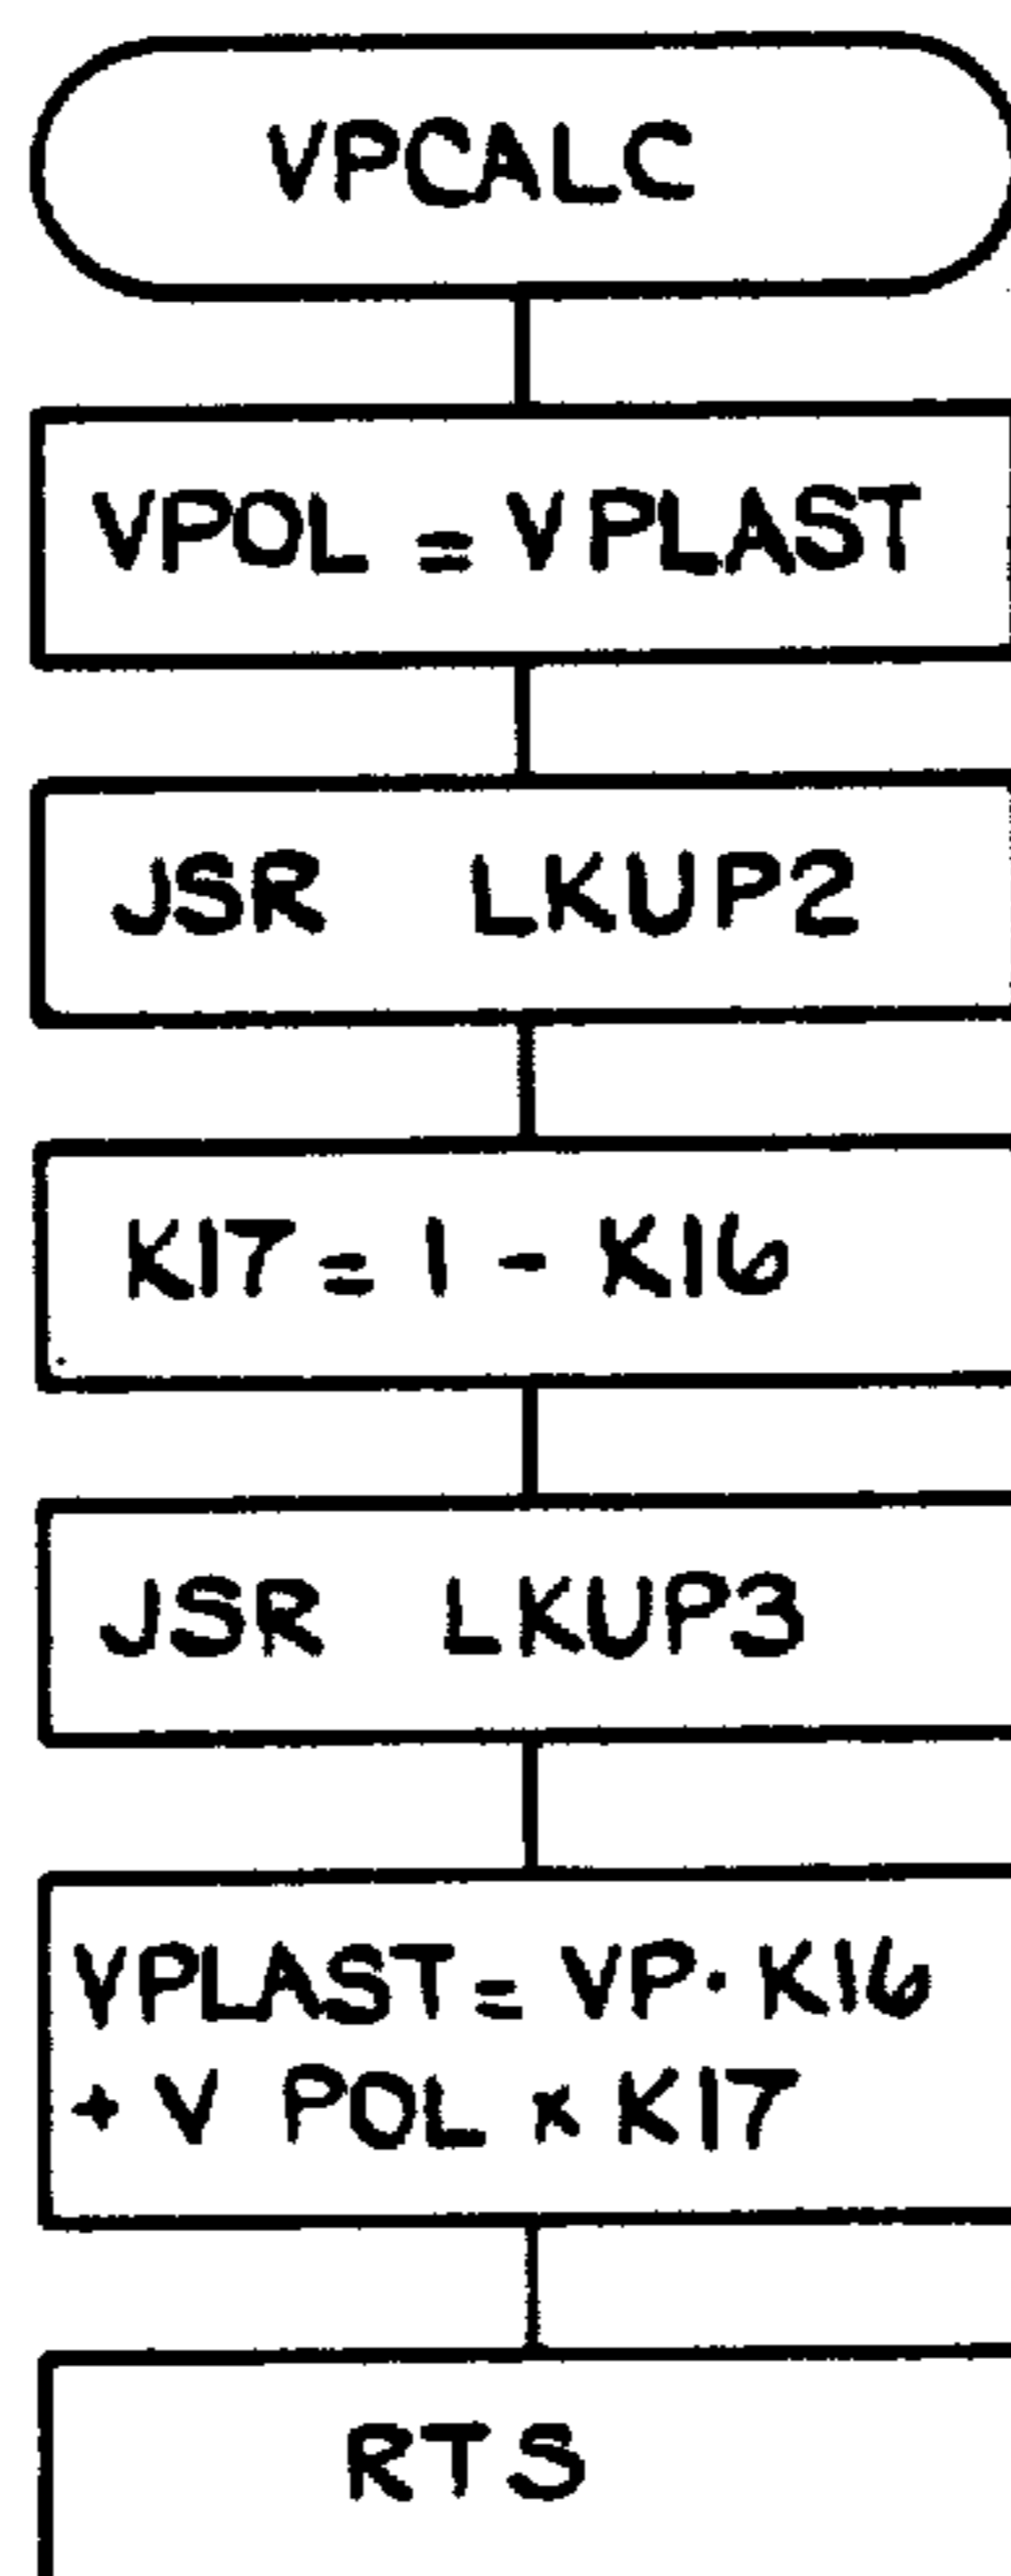 VPCALC
VPOL = VPLAST
JSR LKUP2
K17 = 1 - K16
JSR LKUP3
VPLAST = VP · K16
+ V POL × K17
RTS